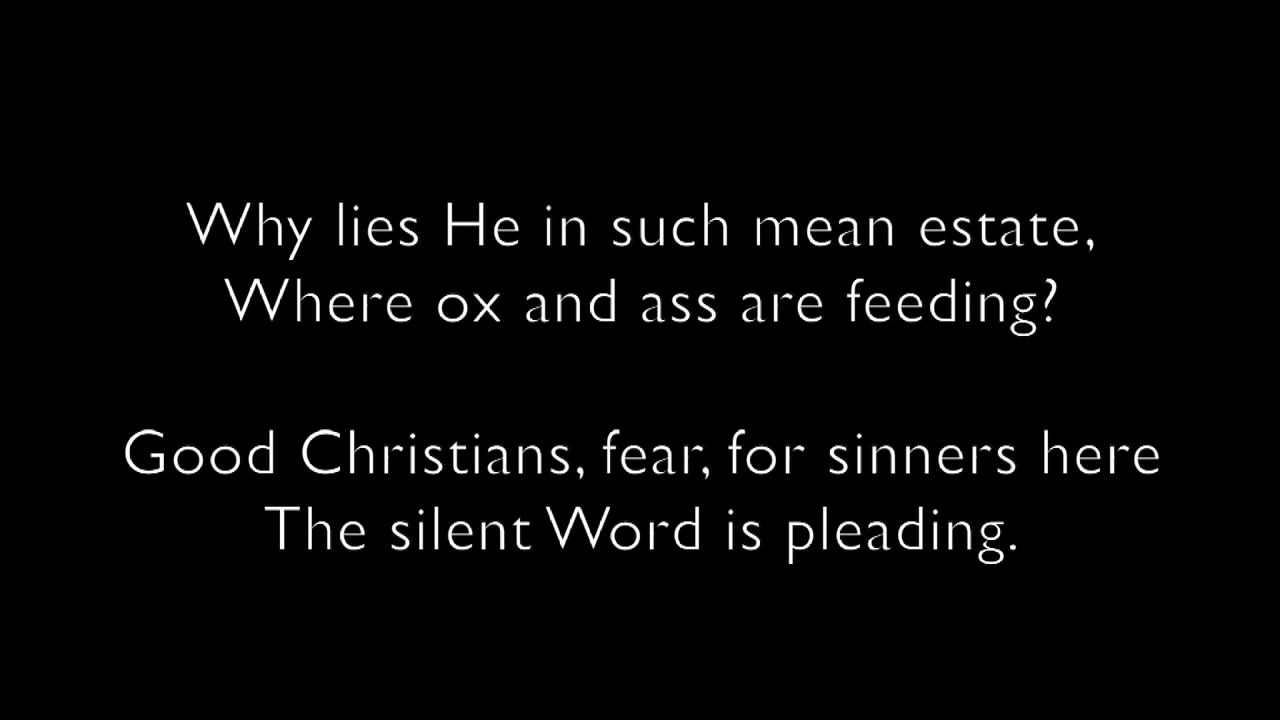 Why lies He in such mean estate,
Where ox and ass are feeding?
Good Christians, fear, for sinners here
The silent Word is pleading.